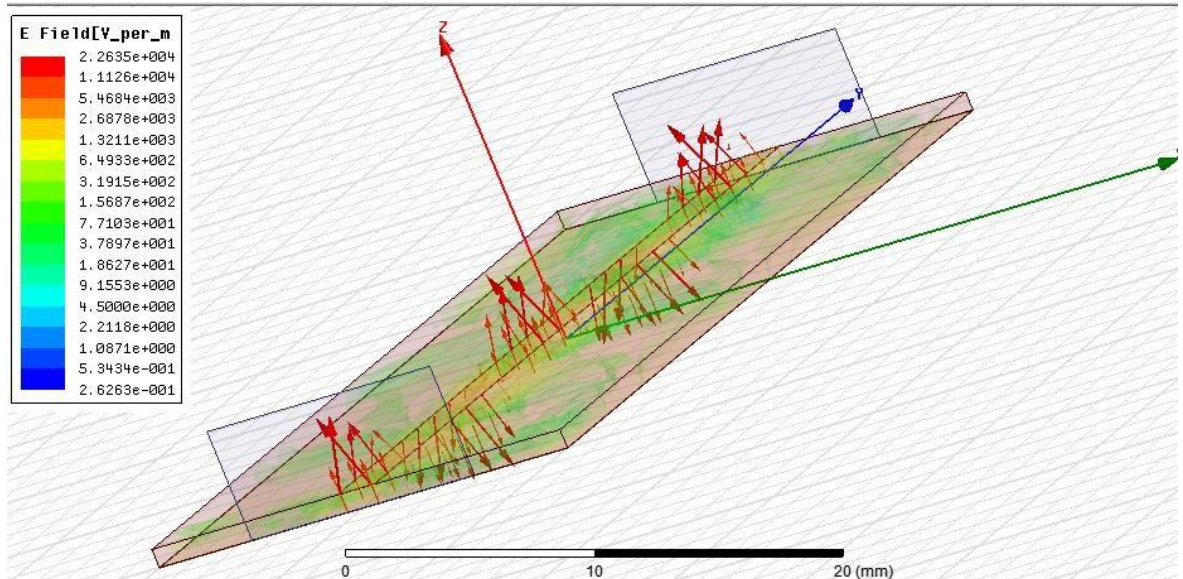 E Field[V_per_m
2.2635e+004
1.1126e+004
5.4684e+003
2.6878e+003
1.3211e+003
6.4933e+002
3.1915e+002
1.5687e+002
7.7103e+001
3.7897e+001
1.8627e+001
9.1553e+000
4.5000e+000
2.2118e+000
1.0871e+000
5.3434e-001
2.6263e-001
Z
Y
0 10 20 (mm)